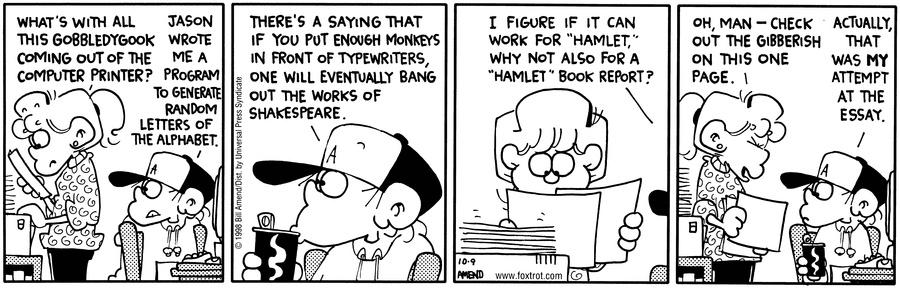 WHAT'S WITH ALL
THIS GOBBLEDYGOOK
COMING OUT OF THE
COMPUTER PRINTER?
JASON
WROTE
ME A
PROGRAM
TO GENERATE
RANDOM
LETTERS OF
THE ALPHABET.
A
THERE'S A SAYING THAT
IF YOU PUT ENOUGH MONKEYS
IN FRONT OF TYPEWRITERS,
ONE WILL EVENTUALLY BANG
OUT THE WORKS OF
SHAKESPEARE.
A
© 1998 Bill Amend/Dist. by Universal Press Syndicate
I FIGURE IF IT CAN
WORK FOR "HAMLET,"
WHY NOT ALSO FOR A
"HAMLET" BOOK REPORT?
10-9
AMEND
www.foxtrot.com
OH, MAN — CHECK
OUT THE GIBBERISH
ON THIS ONE
PAGE.
ACTUALLY,
THAT
WAS MY
ATTEMPT
AT THE
ESSAY.
A